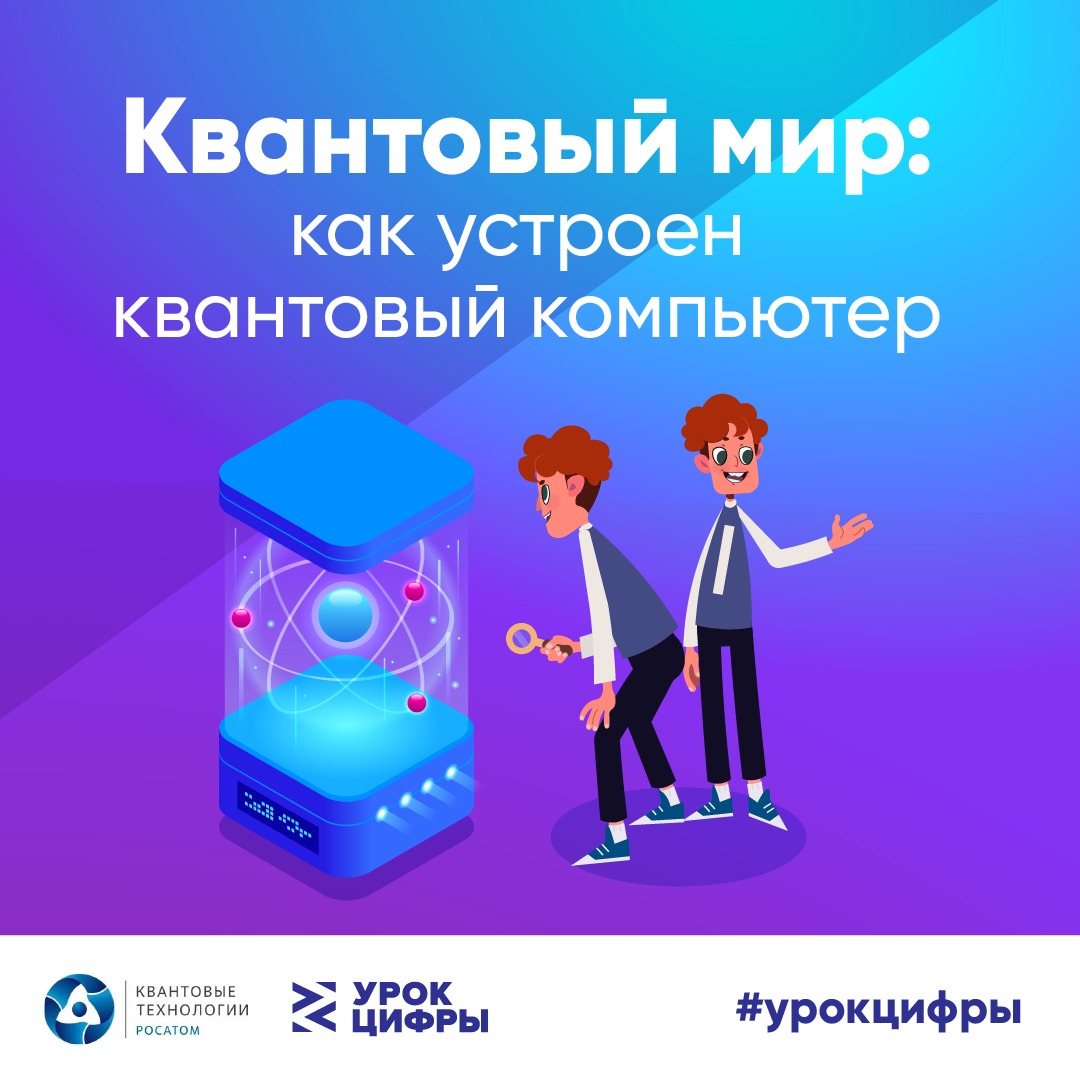 Квантовый мир:
как устроен
квантовый компьютер
КВАНТОВЫЕ
ТЕХНОЛОГИИ
РОСАТОМ
УРОК
ЦИФРЫ
#урокцифры